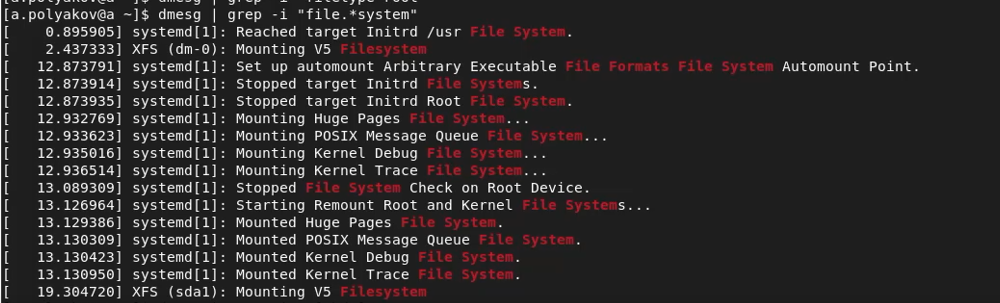 [a.polyakov@a ~]$ dmesg | grep -i "file.*system"
[    0.895905] systemd[1]: Reached target Initrd /usr File System.
[    2.437333] XFS (dm-0): Mounting V5 Filesystem
[   12.873791] systemd[1]: Set up automount Arbitrary Executable File Formats File System Automount Point.
[   12.873914] systemd[1]: Stopped target Initrd File Systems.
[   12.873935] systemd[1]: Stopped target Initrd Root File System.
[   12.932769] systemd[1]: Mounting Huge Pages File System...
[   12.933623] systemd[1]: Mounting POSIX Message Queue File System...
[   12.935016] systemd[1]: Mounting Kernel Debug File System...
[   12.936514] systemd[1]: Mounting Kernel Trace File System...
[   13.089309] systemd[1]: Stopped File System Check on Root Device.
[   13.126964] systemd[1]: Starting Remount Root and Kernel File Systems...
[   13.129386] systemd[1]: Mounted Huge Pages File System.
[   13.130309] systemd[1]: Mounted POSIX Message Queue File System.
[   13.130423] systemd[1]: Mounted Kernel Debug File System.
[   13.130950] systemd[1]: Mounted Kernel Trace File System.
[   19.304720] XFS (sda1): Mounting V5 Filesystem